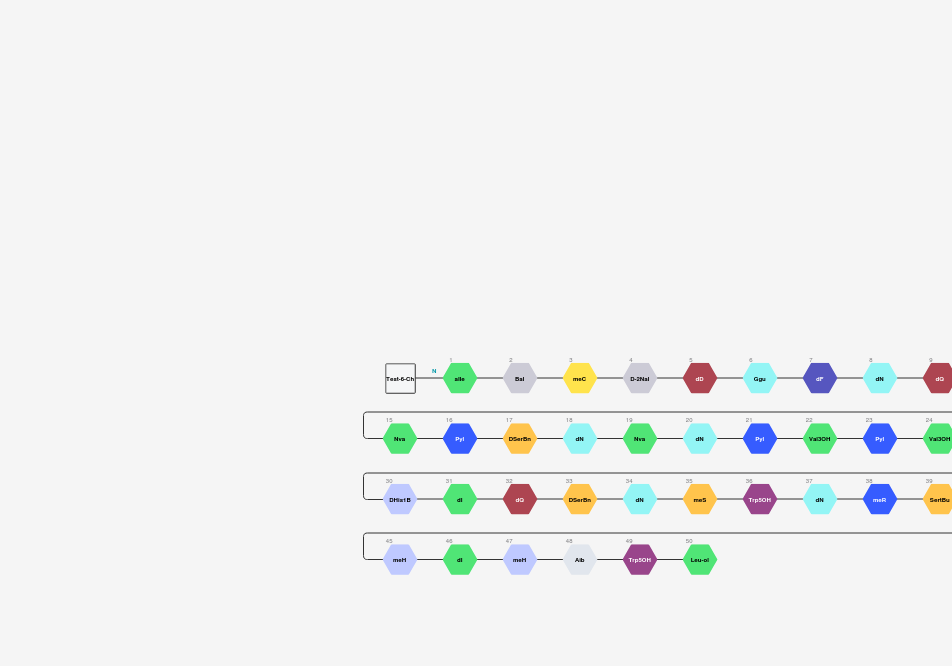 1 2 3 4 5 6 7 8 9
Test-6-Ch N aIle Bal meC D-2Nal dD Ggu dF dN dQ
15 16 17 18 19 20 21 22 23 24
Nva Pyl DSerBn dN Nva dN Pyl Val3OH Pyl Val3OH
30 31 32 33 34 35 36 37 38 39
DHis1B dI dQ DSerBn dN meS Trp5OH dN meR SertBu
45 46 47 48 49 50
meH dI meH Aib Trp5OH Leu-ol